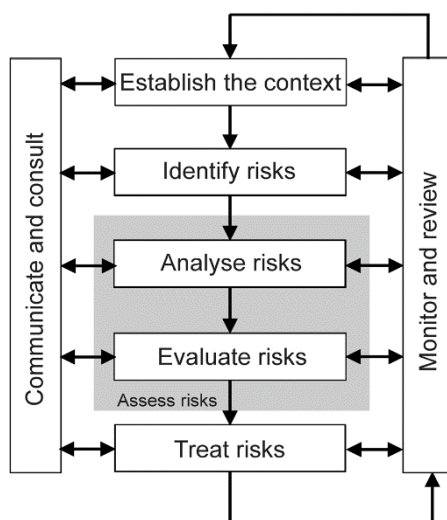 Establish the context
Communicate and consult
Monitor and review
Identify risks
Analyse risks
Evaluate risks
Assess risks
Treat risks